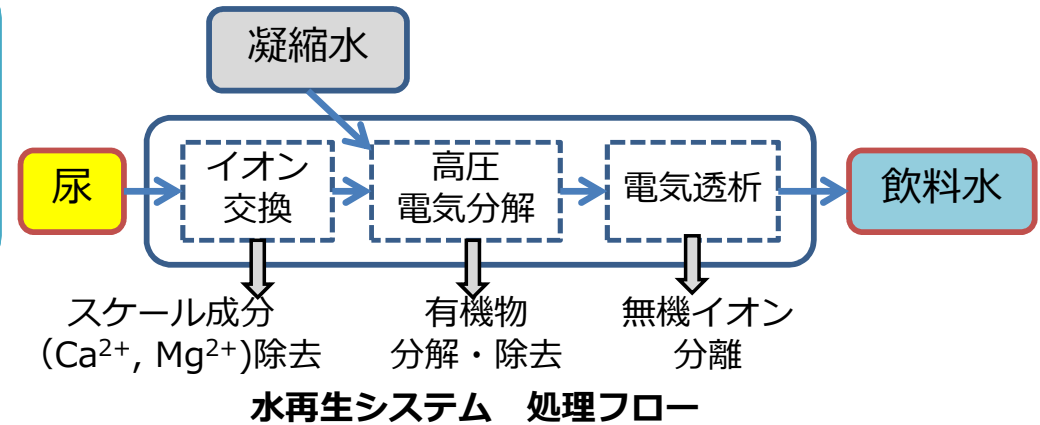 凝縮水
尿
イオン
交換
高圧
電気分解
電気透析
飲料水
スケール成分
（Ca²⁺, Mg²⁺)除去
有機物
分解・除去
無機イオン
分離
水再生システム　処理フロー